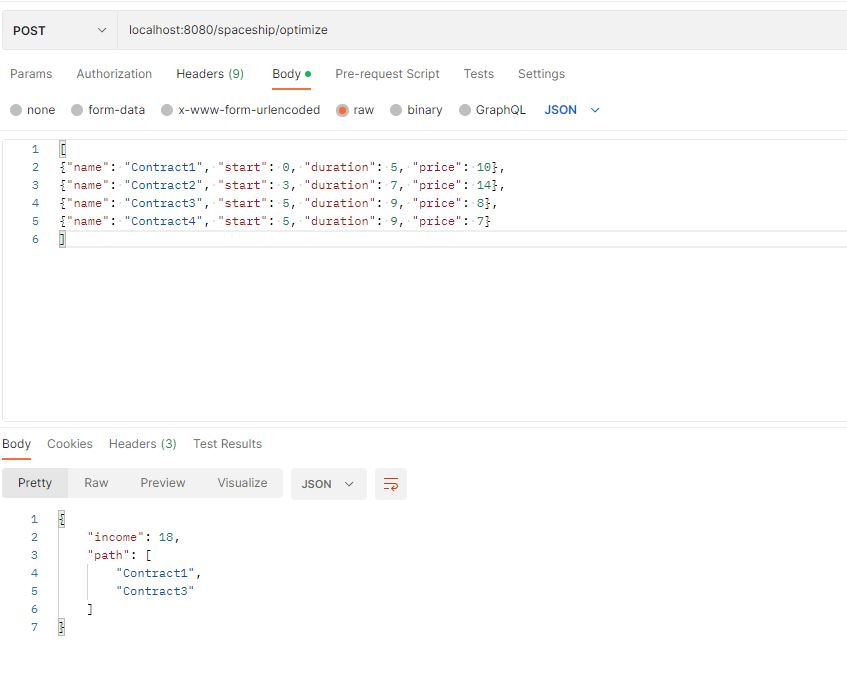 POST localhost:8080/spaceship/optimize
Params Authorization Headers (9) Body Pre-request Script Tests Settings
none form-data x-www-form-urlencoded raw binary GraphQL JSON
1 [
2 {"name": "Contract1", "start": 0, "duration": 5, "price": 10},
3 {"name": "Contract2", "start": 3, "duration": 7, "price": 14},
4 {"name": "Contract3", "start": 5, "duration": 9, "price": 8},
5 {"name": "Contract4", "start": 5, "duration": 9, "price": 7}
6 ]
Body Cookies Headers (3) Test Results
Pretty Raw Preview Visualize JSON
1 {
2 "income": 18,
3 "path": [
4 "Contract1",
5 "Contract3"
6 ]
7 }